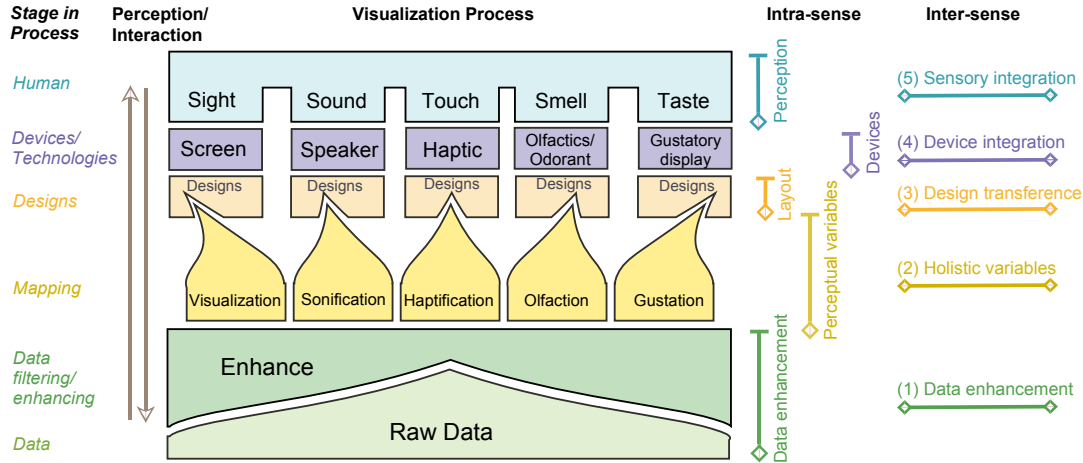 Stage in
Process
Perception/
Interaction
Visualization Process
Intra-sense
Inter-sense
Human
Sight
Sound
Touch
Smell
Taste
Perception
(5) Sensory integration
Devices/
Technologies
Screen
Speaker
Haptic
Olfactics/
Odorant
Gustatory
display
Devices
(4) Device integration
Designs
Designs
Designs
Designs
Designs
Designs
Layout
(3) Design transference
Mapping
Visualization
Sonification
Haptification
Olfaction
Gustation
Perceptual variables
(2) Holistic variables
Data
filtering/
enhancing
Enhance
Data enhancement
(1) Data enhancement
Data
Raw Data